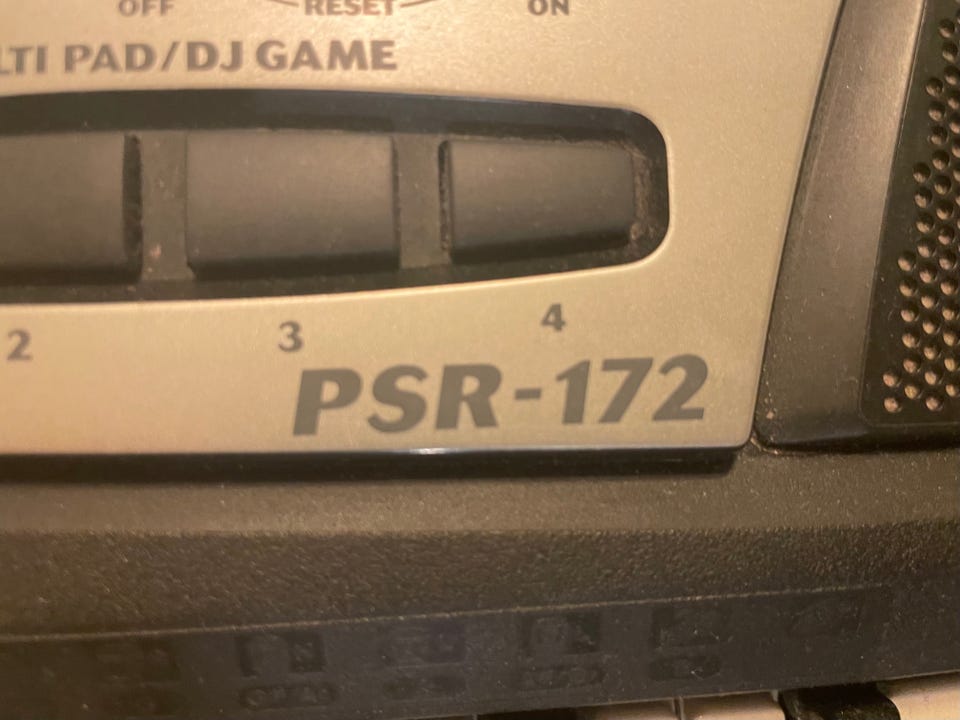 OFF RESET ON
LTI PAD/DJ GAME
2 3 4
PSR-172